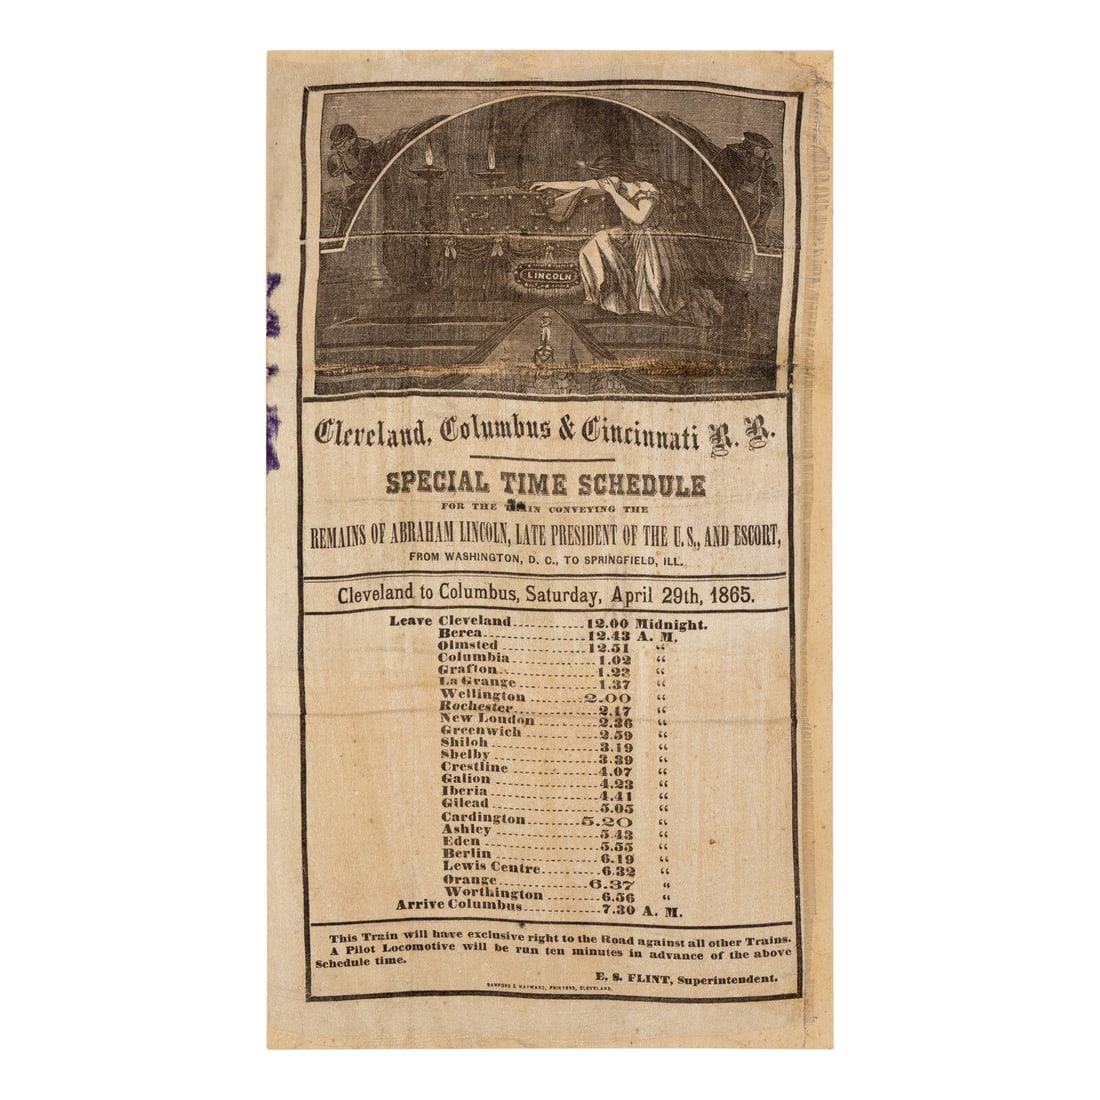 LINCOLN
Cleveland, Columbus & Cincinnati R. R.
SPECIAL TIME SCHEDULE
FOR THE TRAIN CONVEYING THE
REMAINS OF ABRAHAM LINCOLN, LATE PRESIDENT OF THE U. S., AND ESCORT,
FROM WASHINGTON, D. C., TO SPRINGFIELD, ILL.
Cleveland to Columbus, Saturday, April 29th, 1865.
Leave Cleveland 12.00 Midnight.
Berea 12.43 A. M.
Olmsted 12.51 "
Columbia 1.02 "
Grafton 1.23 "
La Grange 1.37 "
Wellington 2.00 "
Rochester 2.17 "
New London 2.36 "
Greenwich 2.59 "
Shiloh 3.19 "
Shelby 3.39 "
Crestline 4.07 "
Galion 4.23 "
Iberia 4.41 "
Gilead 5.05 "
Cardington 5.20 "
Ashley 5.43 "
Eden 5.55 "
Berlin 6.19 "
Lewis Centre 6.32 "
Orange 6.37 "
Worthington 6.56 "
Arrive Columbus 7.30 A. M.
This Train will have exclusive right to the Road against all other Trains.
A Pilot Locomotive will be run ten minutes in advance of the above
Schedule time.
E. S. FLINT, Superintendent.
SANFORD & HAYWARD, PRINTERS, CLEVELAND.